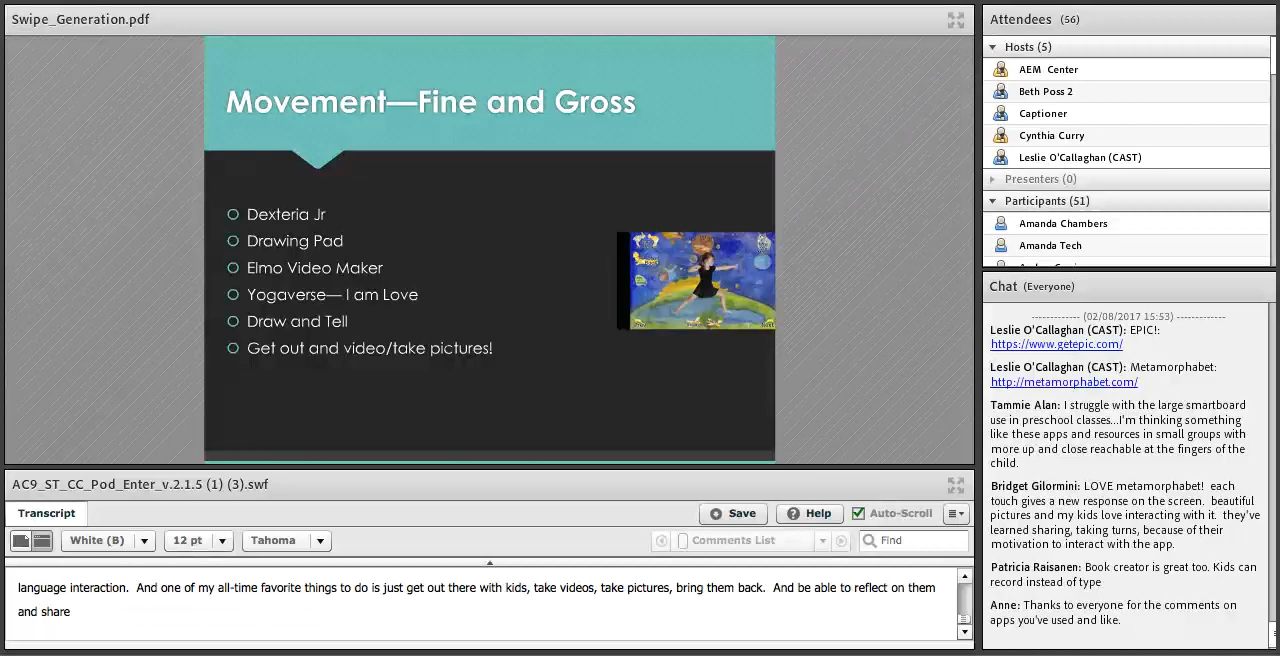 Swipe_Generation.pdf
Movement—Fine and Gross
Dexteria Jr
Drawing Pad
Elmo Video Maker
Yogaverse— I am Love
Draw and Tell
Get out and video/take pictures!
AC9_ST_CC_Pod_Enter_v.2.1.5 (1) (3).swf
Transcript
Save
Help
Auto-Scroll
White (B)
12 pt
Tahoma
Comments List
Find
language interaction.  And one of my all-time favorite things to do is just get out there with kids, take videos, take pictures, bring them back.  And be able to reflect on them
and share
Attendees (56)
Hosts (5)
AEM  Center
Beth Poss 2
Captioner
Cynthia Curry
Leslie O'Callaghan (CAST)
Presenters (0)
Participants (51)
Amanda Chambers
Amanda Tech
Chat (Everyone)
------------- (02/08/2017 15:53) -------------
Leslie O'Callaghan (CAST): EPIC!:
https://www.getepic.com/
Leslie O'Callaghan (CAST): Metamorphabet:
http://metamorphabet.com/
Tammie Alan: I struggle with the large smartboard
use in preschool classes...I'm thinking something
like these apps and resources in small groups with
more up and close reachable at the fingers of the
child.
Bridget Gilormini: LOVE metamorphabet!  each
touch gives a new response on the screen.  beautiful
pictures and my kids love interacting with it.  they've
learned sharing, taking turns, because of their
motivation to interact with the app.
Patricia Raisanen: Book creator is great too. Kids can
record instead of type
Anne: Thanks to everyone for the comments on
apps you've used and like.